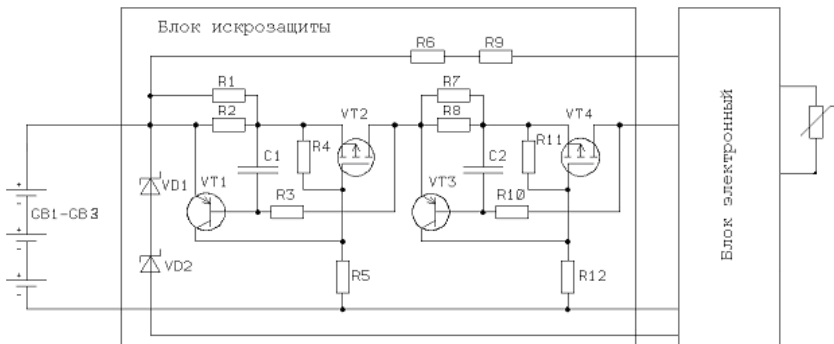 Блок искрозащиты
R6 R9
R1 R7
R2 VT2 R8 VT4
R4 R11
C1 C2
VD1 VT1 R3 VT3 R10
GB1-GB3
VD2 R5 R12
Блок электронный